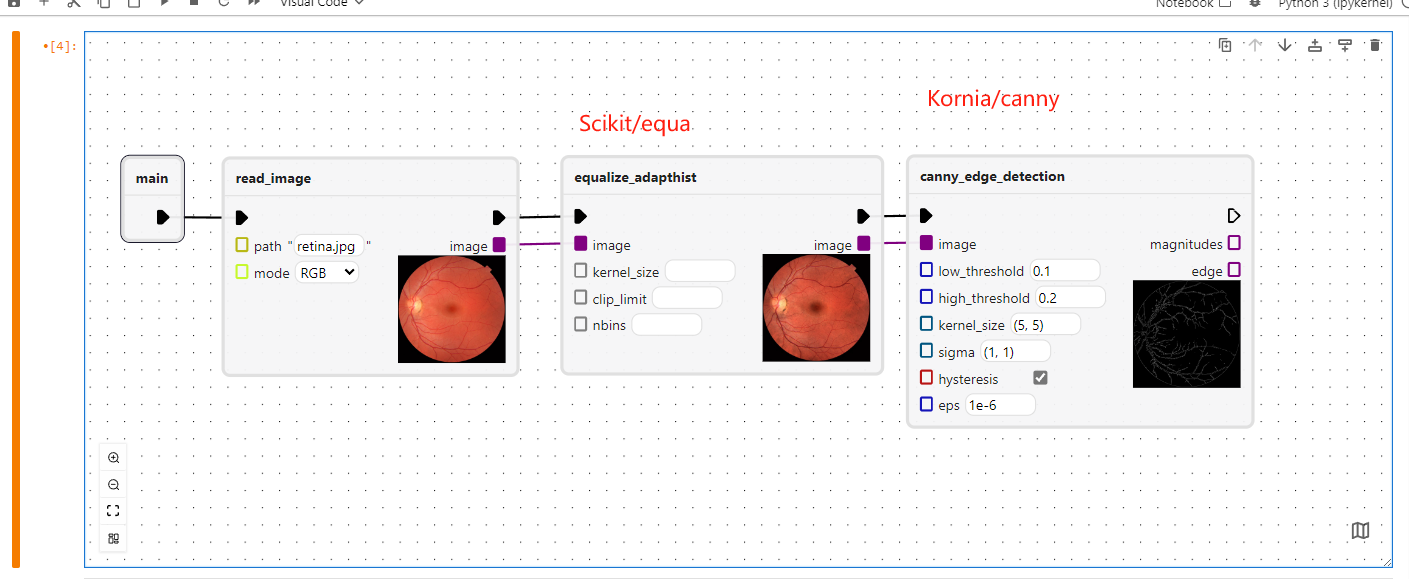 Visual Code
Notebook
Python 3 (ipykernel)
[4]:
Kornia/canny
Scikit/equa
main
read_image
path " retina.jpg "
image
mode RGB
equalize_adapthist
image
image
kernel_size
clip_limit
nbins
canny_edge_detection
image
magnitudes
low_threshold 0.1
edge
high_threshold 0.2
kernel_size (5, 5)
sigma (1, 1)
hysteresis
eps 1e-6